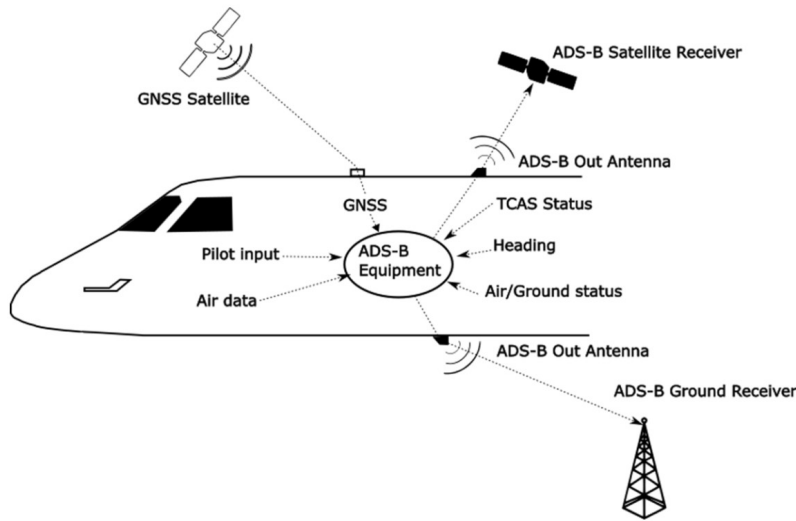 ADS-B Satellite Receiver
GNSS Satellite
ADS-B Out Antenna
GNSS
TCAS Status
Pilot input
ADS-B
Equipment
Heading
Air data
Air/Ground status
ADS-B Out Antenna
ADS-B Ground Receiver